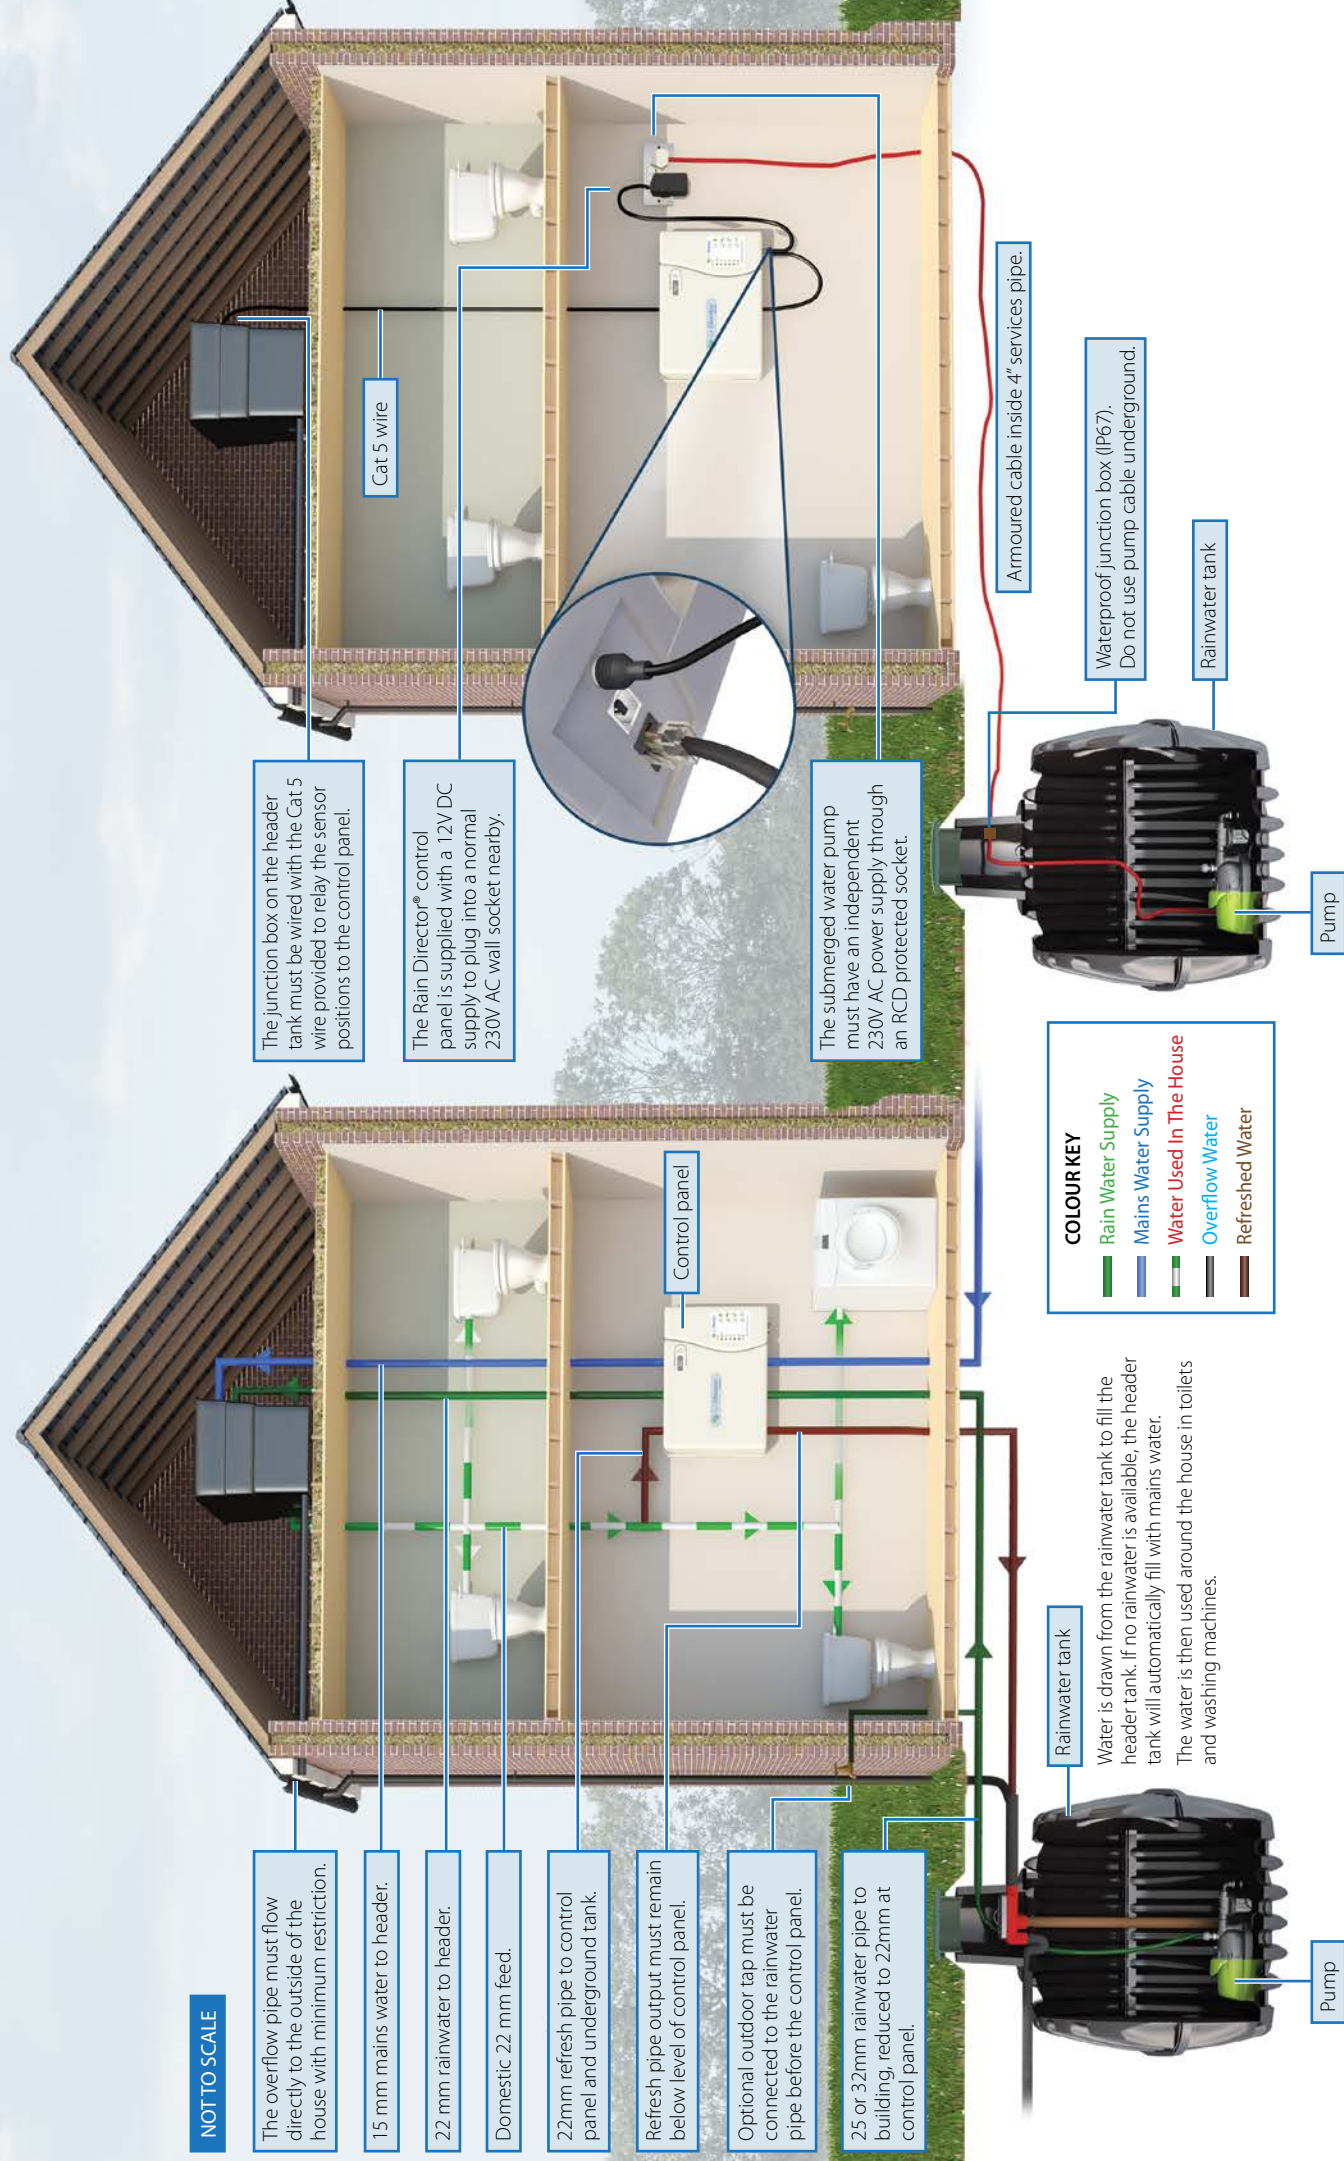 NOT TO SCALE
The overflow pipe must flow
directly to the outside of the
house with minimum restriction.
15 mm mains water to header.
22 mm rainwater to header.
Domestic 22 mm feed.
22mm refresh pipe to control
panel and underground tank.
Refresh pipe output must remain
below level of control panel.
Optional outdoor tap must be
connected to the rainwater
pipe before the control panel.
25 or 32mm rainwater pipe to
building, reduced to 22mm at
control panel.
Pump
Rainwater tank
Control panel
Water is drawn from the rainwater tank to fill the
header tank. If no rainwater is available, the header
tank will automatically fill with mains water.
The water is then used around the house in toilets
and washing machines.
COLOUR KEY
Rain Water Supply
Mains Water Supply
Water Used In The House
Overflow Water
Refreshed Water
The junction box on the header
tank must be wired with the Cat 5
wire provided to relay the sensor
positions to the control panel.
The Rain Director® control
panel is supplied with a 12V DC
supply to plug into a normal
230V AC wall socket nearby.
The submerged water pump
must have an independent
230V AC power supply through
an RCD protected socket.
Cat 5 wire
Armoured cable inside 4" services pipe.
Waterproof junction box (IP67).
Do not use pump cable underground.
Rainwater tank
Pump